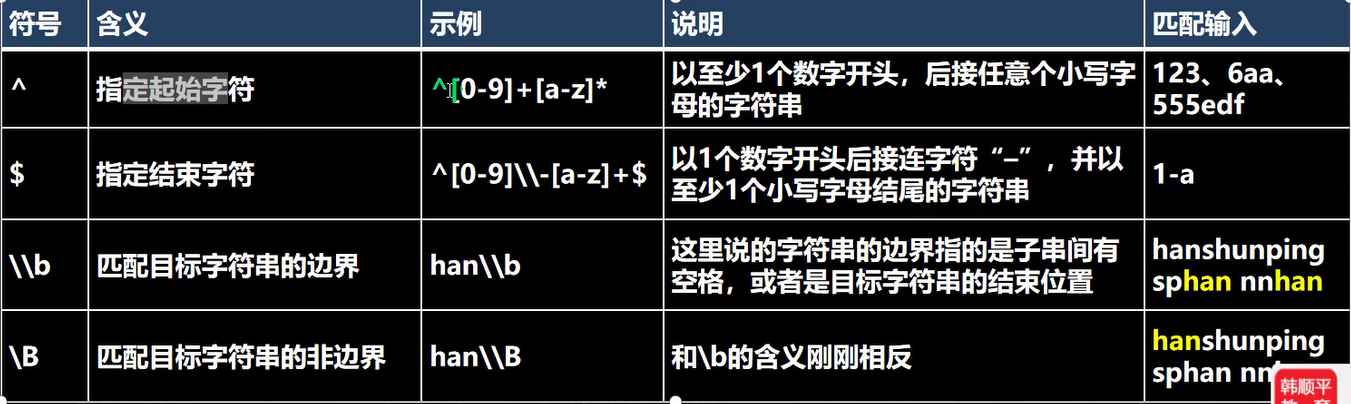 符号 含义 示例 说明 匹配输入
^ 指定起始字符 ^[0-9]+[a-z]* 以至少1个数字开头，后接任意个小写字
母的字符串
123、6aa、
555edf
$ 指定结束字符 ^[0-9]\\-[a-z]+$ 以1个数字开头后接连字符“–”，并以
至少1个小写字母结尾的字符串
1-a
\\b 匹配目标字符串的边界 han\\b 这里说的字符串的边界指的是子串间有
空格，或者是目标字符串的结束位置
hanshunping
sphan nnhan
\B 匹配目标字符串的非边界 han\\B 和\b的含义刚刚相反
hanshunping
sphan
韩顺平